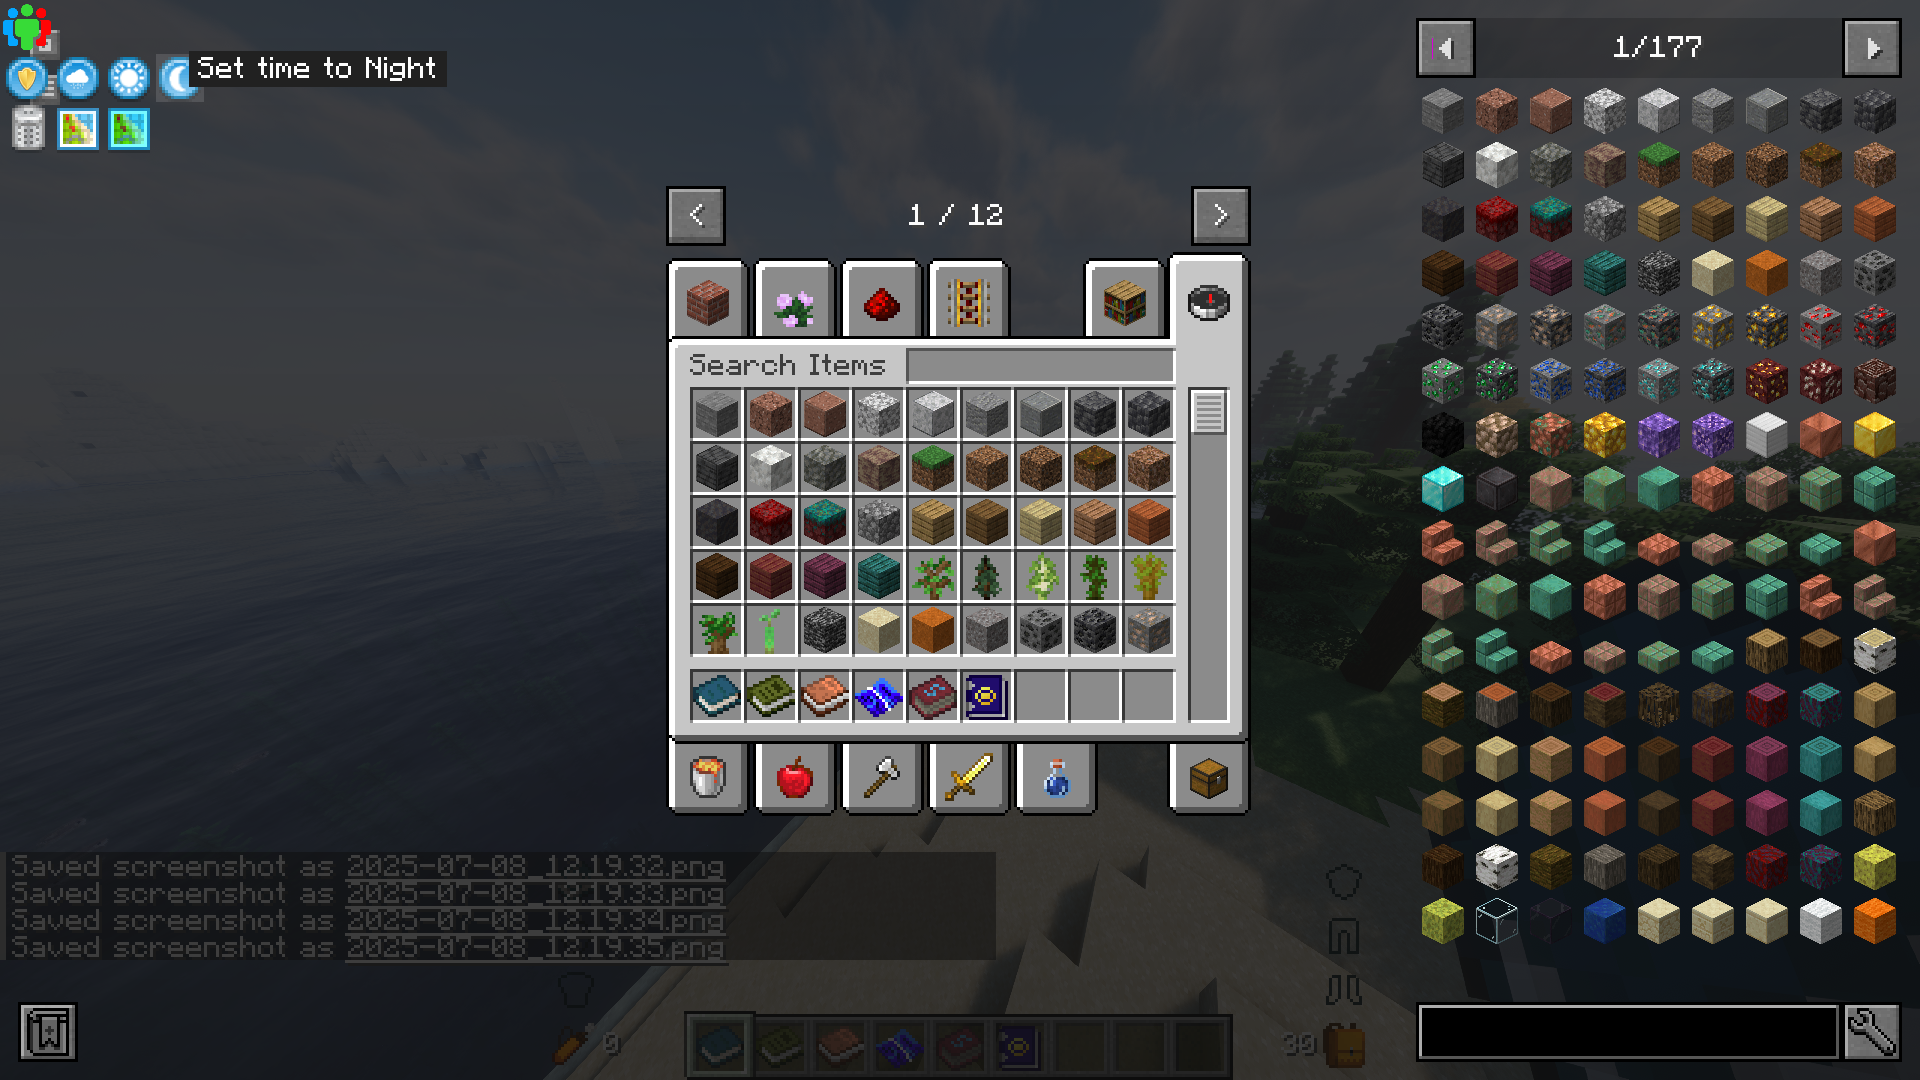 Set time to Night
1/177
1 / 12
Search Items
Saved screenshot as 2025-07-08_12.19.32.png
Saved screenshot as 2025-07-08_12.19.33.png
Saved screenshot as 2025-07-08_12.19.34.png
Saved screenshot as 2025-07-08_12.19.35.png
0
30